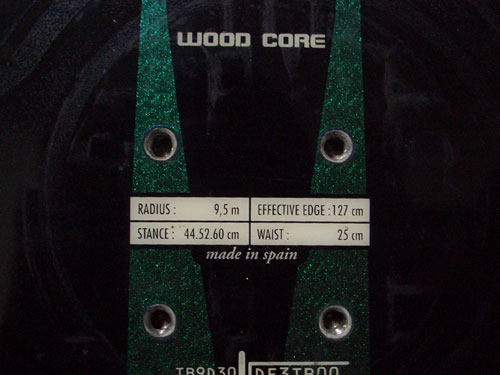 WOOD CORE
RADIUS : 9,5 m EFFECTIVE EDGE : 127 cm
STANCE : 44.52.60 cm WAIST : 25 cm
made in spain